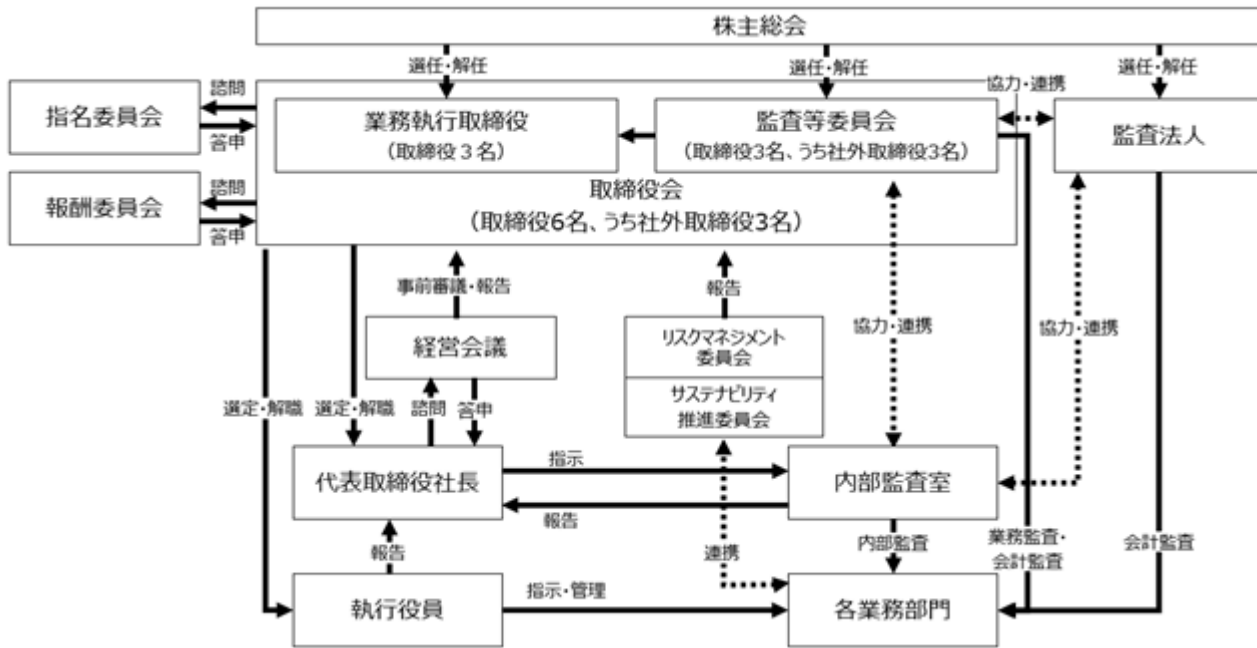 株主総会
選任・解任
選任・解任
選任・解任
指名委員会
諮問
答申
業務執行取締役
（取締役３名）
監査等委員会
（取締役3名、うち社外取締役3名）
協力・連携
監査法人
報酬委員会
諮問
答申
取締役会
（取締役6名、うち社外取締役3名）
事前審議・報告
報告
経営会議
リスクマネジメント
委員会
サステナビリティ
推進委員会
協力・連携
協力・連携
選定・解職
選定・解職
諮問
答申
代表取締役社長
指示
報告
内部監査室
報告
連携
内部監査
業務監査・
会計監査
会計監査
執行役員
指示・管理
各業務部門